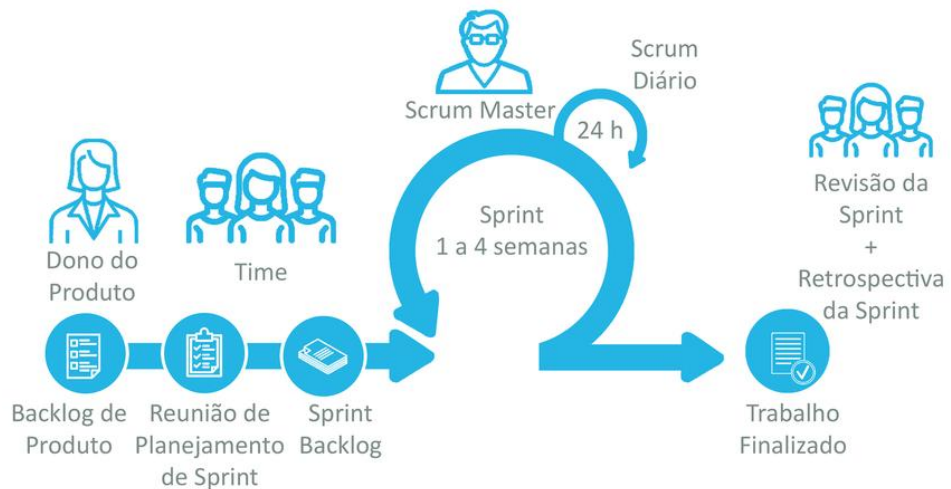 Dono do
Produto
Time
Backlog de
Produto
Reunião de
Planejamento
de Sprint
Sprint
Backlog
Scrum Master
Scrum
Diário
24 h
Sprint
1 a 4 semanas
Revisão da
Sprint
+
Retrospectiva
da Sprint
Trabalho
Finalizado